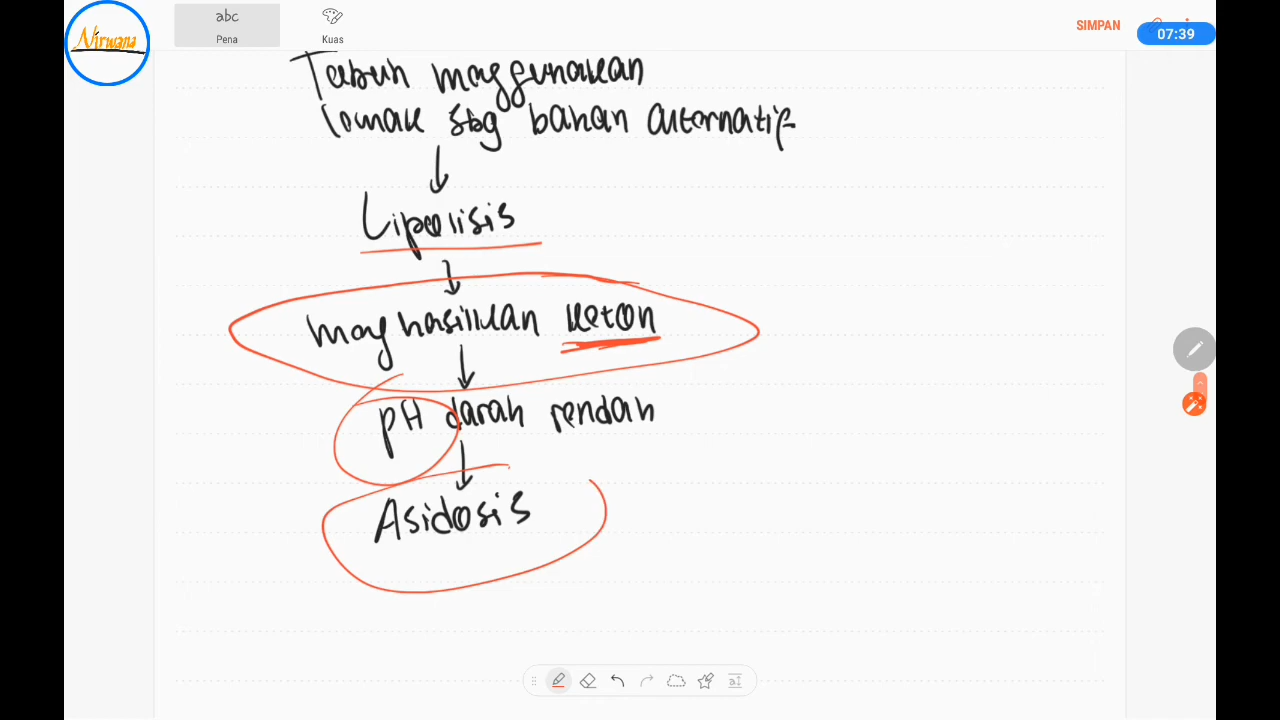 Nirwana
abc
Pena
Kuas
SIMPAN
07:39
Tubuh menggunakan
lemak sbg bahan alternatif
Lipolisis
menghasilkan keton
pH darah rendah
Asidosis